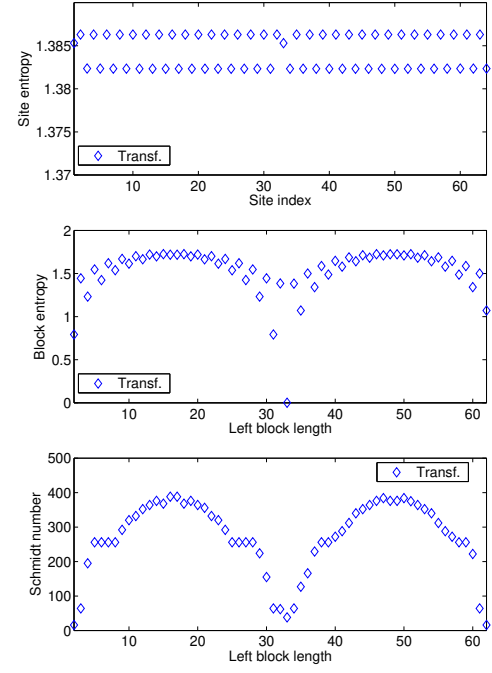 Site entropy
1.385
1.38
1.375
1.37
Transf.
10 20 30 40 50 60
Site index
Block entropy
2
1.5
1
0.5
0
Transf.
10 20 30 40 50 60
Left block length
Schmidt number
500
400
300
200
100
0
Transf.
10 20 30 40 50 60
Left block length